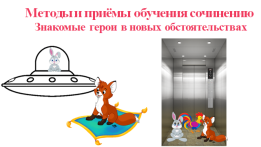 Методы и приёмы обучения сочинению
Знакомые герои в новых обстоятельствах